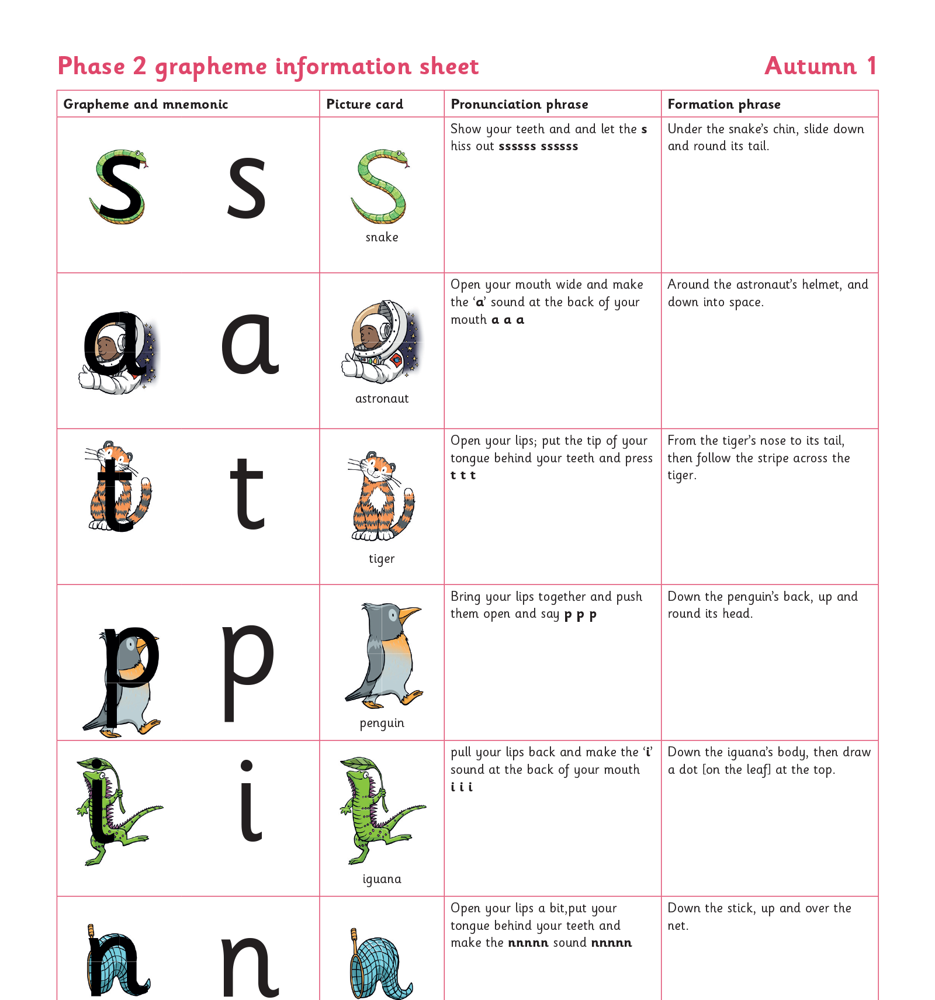 Phase 2 grapheme information sheet Autumn 1
Grapheme and mnemonic Picture card Pronunciation phrase Formation phrase
s s
snake
Show your teeth and and let the s
hiss out ssssss ssssss
Under the snake's chin, slide down
and round its tail.
a a
astronaut
Open your mouth wide and make
the ‘a’ sound at the back of your
mouth a a a
Around the astronaut's helmet, and
down into space.
t t
tiger
Open your lips; put the tip of your
tongue behind your teeth and press
t t t
From the tiger's nose to its tail,
then follow the stripe across the
tiger.
p p
penguin
Bring your lips together and push
them open and say p p p
Down the penguin's back, up and
round its head.
i i
iguana
pull your lips back and make the ‘i’
sound at the back of your mouth
i i i
Down the iguana's body, then draw
a dot [on the leaf] at the top.
n n
Open your lips a bit,put your
tongue behind your teeth and
make the nnnnn sound nnnnn
Down the stick, up and over the
net.